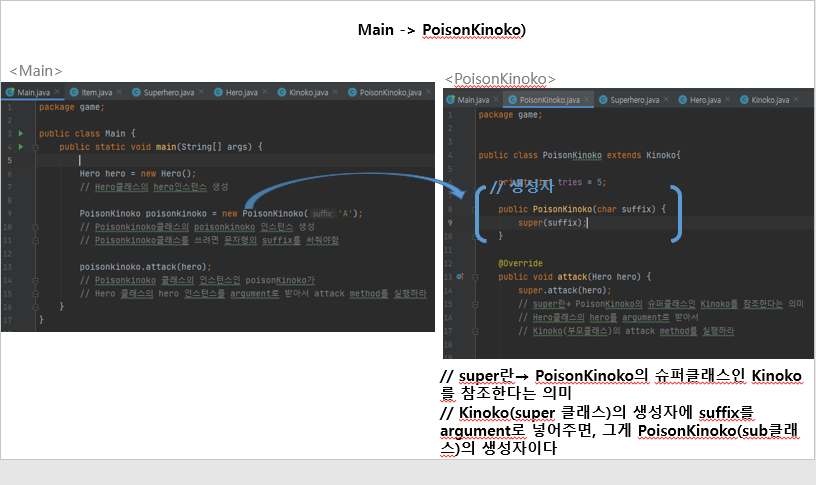 Main -> PoisonKinoko)
<Main>
Main.java Item.java Superhero.java Hero.java Kinoko.java PoisonKinoko.java
1 package game;
2
3 public class Main {
4 public static void main(String[] args) {
5
6 Hero hero = new Hero();
7 // Hero클래스의 hero인스턴스 생성
8
9 PoisonKinoko poisonkinoko = new PoisonKinoko( suffix: 'A');
10 // Poisonkinoko클래스의 poisonkinoko 인스턴스 생성
11 // PoisonKinoko클래스를 쓰려면 문자형의 suffix를 써줘야함
12
13 poisonkinoko.attack(hero);
14 // Poisonkinoko 클래스의 인스턴스인 poisonKinoko가
15 // Hero 클래스의 hero 인스턴스를 argument로 받아서 attack method를 실행하라
16 }
17 }
<PoisonKinoko>
Main.java PoisonKinoko.java Superhero.java Hero.java Kinoko.java
1 package game;
2
3
4 public class PoisonKinoko extends Kinoko{
5
6 private int tries = 5;
// 생성자
7
8 public PoisonKinoko(char suffix) {
9 super(suffix);
10 }
11
12 @Override
13 public void attack(Hero hero) {
14 super.attack(hero);
15 // super란→ PoisonKinoko의 슈퍼클래스인 Kinoko를 참조한다는 의미
16 // Hero클래스의 hero를 argument로 받아서
17 // Kinoko(부모클래스)의 attack method를 실행하라
18
// super란→ PoisonKinoko의 슈퍼클래스인 Kinoko
를 참조한다는 의미
// Kinoko(super 클래스)의 생성자에 suffix를
argument로 넣어주면, 그게 PoisonKinoko(sub클래
스)의 생성자이다